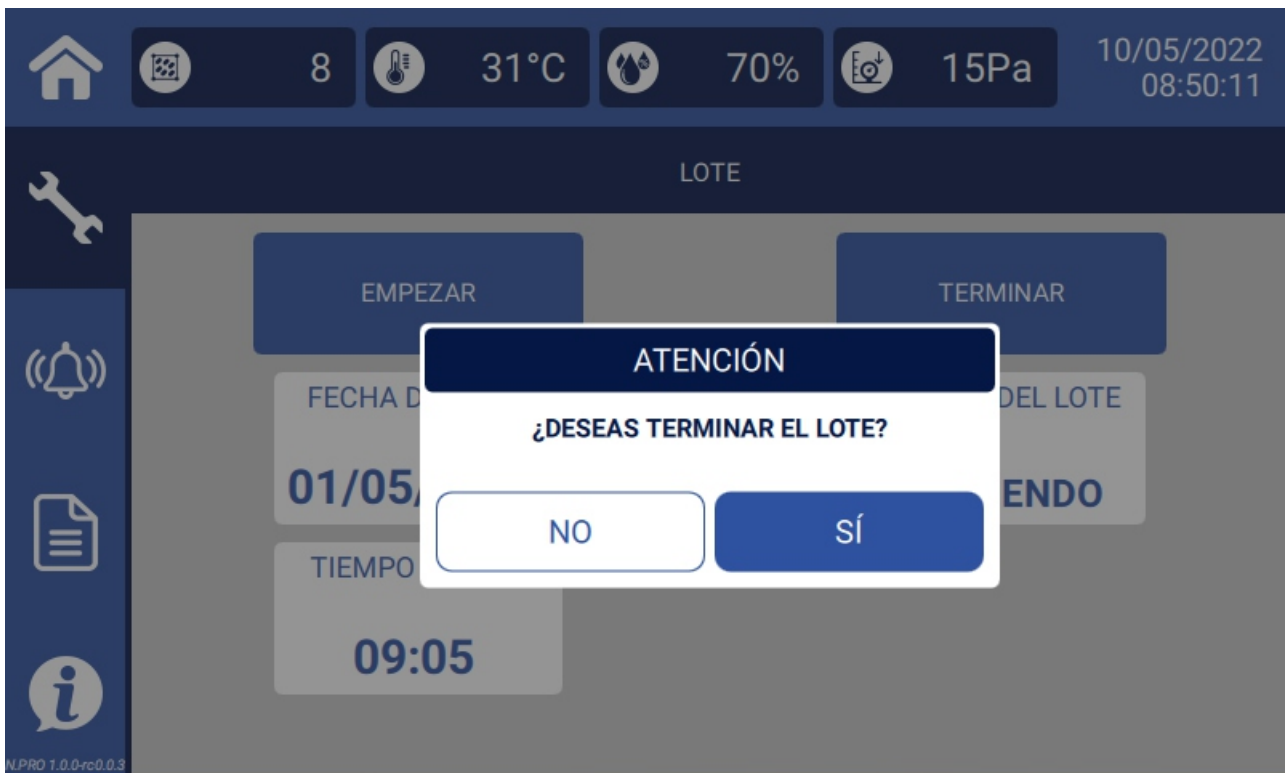 8 31°C 70% 15Pa 10/05/2022
08:50:11
LOTE
EMPEZAR TERMINAR
ATENCIÓN
FECHA D DEL LOTE
¿DESEAS TERMINAR EL LOTE?
01/05/ ENDO
NO SÍ
TIEMPO
09:05
N.PRO 1.0.0-rc0.0.3